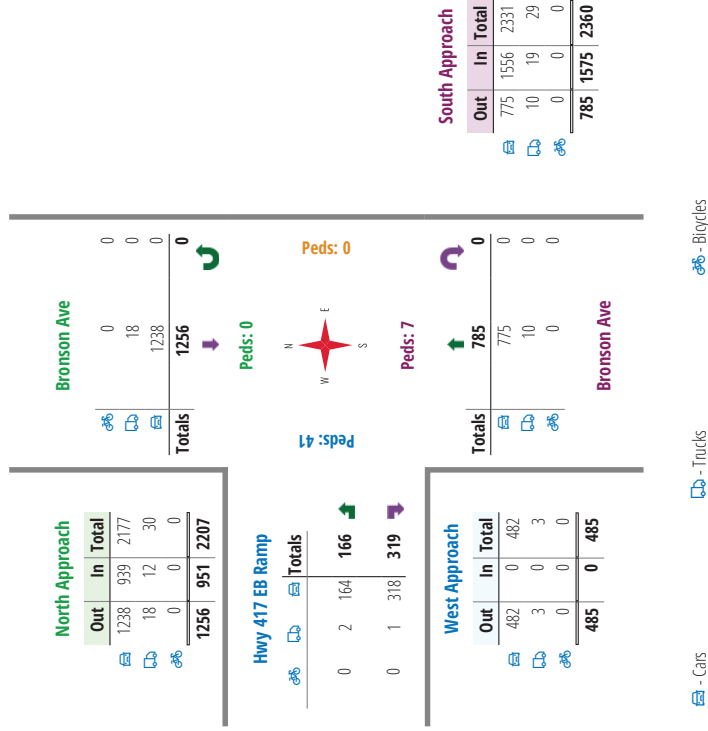 South Approach
Out In Total
775 1556 2331
10 19 29
0 0 0
785 1575 2360
North Approach
Out In Total
1238 939 2177
18 12 30
0 0 0
1256 951 2207
Bronson Ave
0 0
18 0
1238 0
Totals 1256 0
Peds: 0
Peds: 0
N
W
E
S
Peds: 41
Peds: 7
Hwy 417 EB Ramp
Totals
0 2 164 166
0 1 318 319
Totals 785 0
775 0
10 0
0 0
Bronson Ave
West Approach
Out In Total
482 0 482
3 0 3
0 0 0
485 0 485
- Cars
- Trucks
- Bicycles